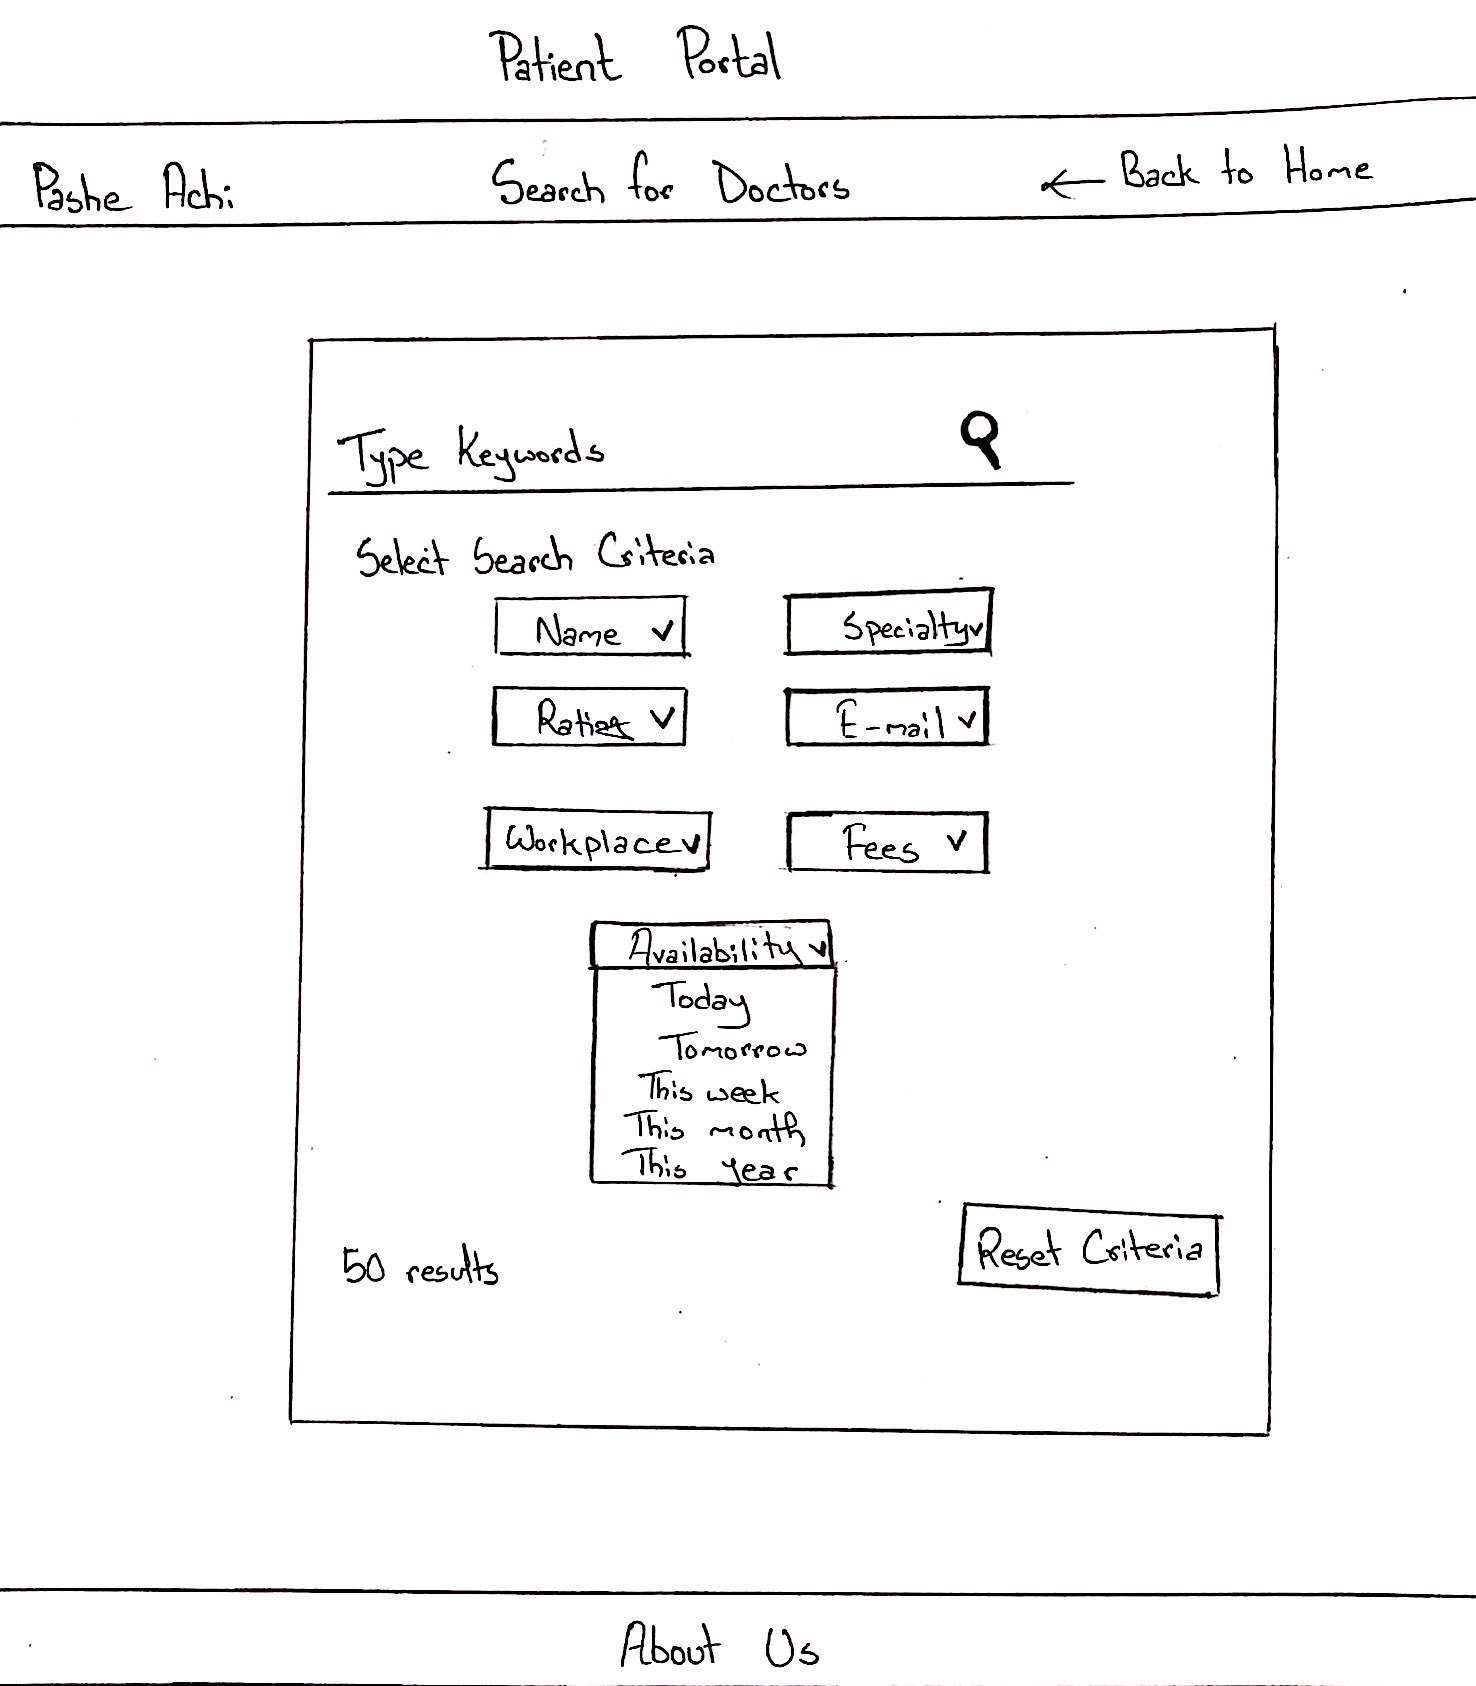 Patient Portal
Pashe Achi Search for Doctors ← Back to Home
Type Keywords
Select Search Criteria
Name Specialty
Rating E-mail
Workplace Fees
Availability
Today
Tomorrow
This week
This month
This year
50 results Reset Criteria
About Us